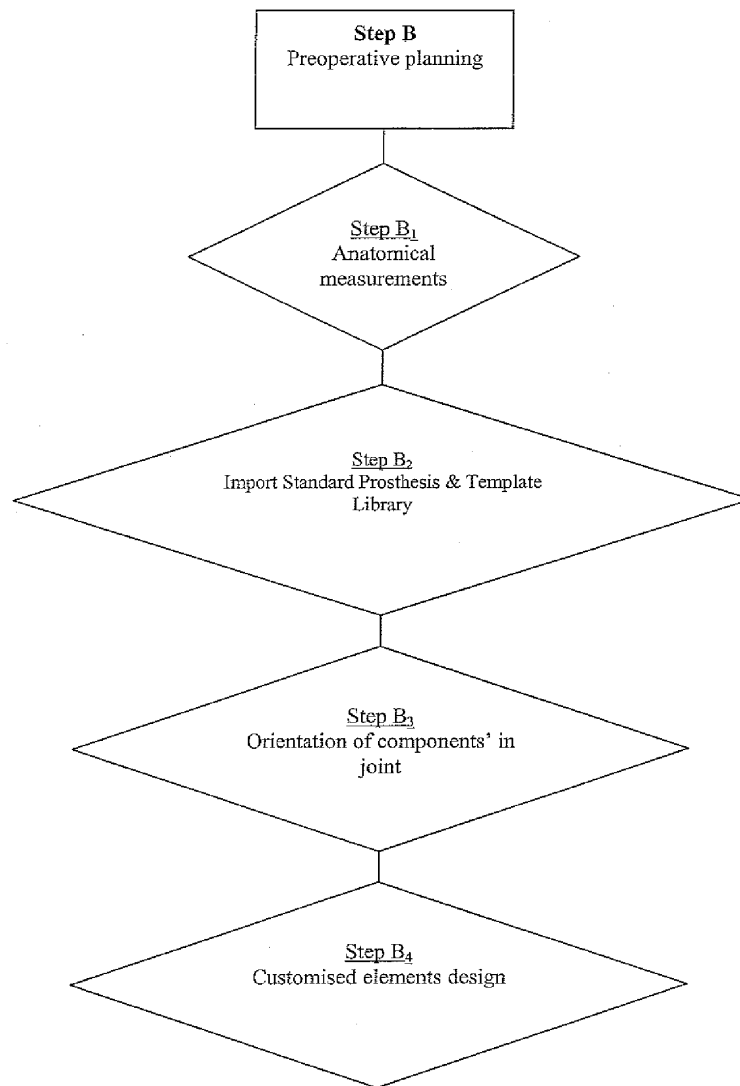 Step B
Preoperative planning
Step B₁
Anatomical
measurements
Step B₂
Import Standard Prosthesis & Template
Library
Step B₃
Orientation of components' in
joint
Step B₄
Customised elements design